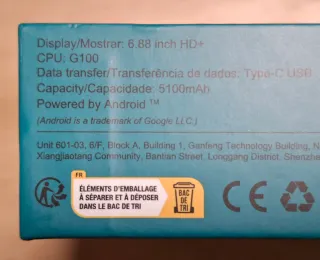 Display/Mostrar: 6.88 inch HD+
CPU: G100
Data transfer/Transferência de dados: Type-C USB
Capacity/Capacidade: 5100mAh
Powered by Android ™
(Android is a trademark of Google LLC.)
Unit 601-03, 6/F, Block A, Building 1, Ganfeng Technology Building, N
Xiangjiaotang Community, Bantian Street, Longgang District, Shenzhe
FR
ÉLÉMENTS D'EMBALLAGE
À SÉPARER ET À DÉPOSER
DANS LE BAC DE TRI
BAC
DE
TRI
CE